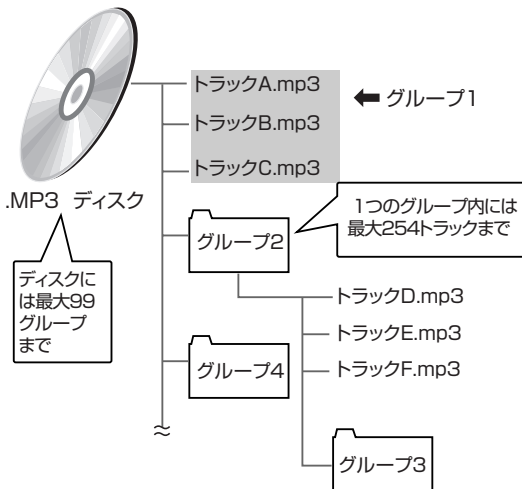 トラックA.mp3
グループ1
トラックB.mp3
トラックC.mp3
.MP3 ディスク
1つのグループ内には
最大254トラックまで
グループ2
ディスクに
は最大99
グループ
まで
トラックD.mp3
トラックE.mp3
グループ4
トラックF.mp3
グループ3